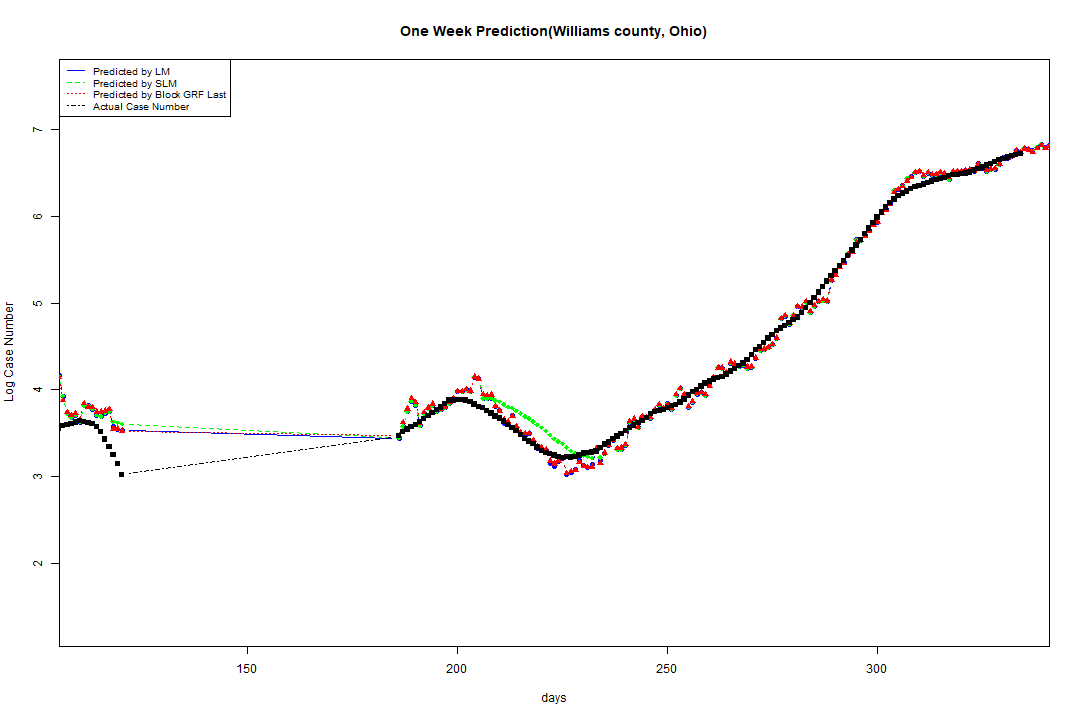 One Week Prediction(Williams county, Ohio)
Predicted by LM
Predicted by SLM
Predicted by Block GRF Last
Actual Case Number
7
6
5
4
3
2
Log Case Number
150 200 250 300
days